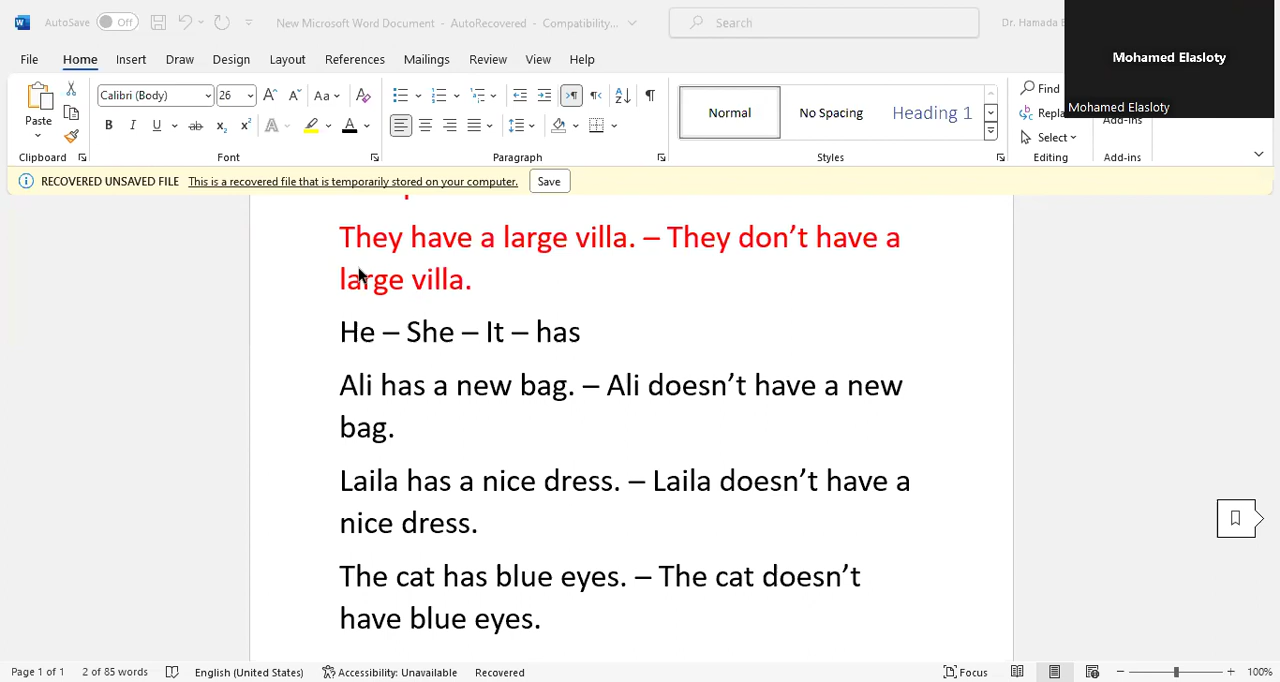 AutoSave Off New Microsoft Word Document - AutoRecovered - Compatibility... Search Dr. Hamada
Mohamed Elasloty
Mohamed Elasloty
File Home Insert Draw Design Layout References Mailings Review View Help
Paste Calibri (Body) 26 A A Aa A Normal No Spacing Heading 1 Find
B I U ab x₂ x² A A Select Add-ins
Clipboard Font Paragraph Styles Editing Add-ins
RECOVERED UNSAVED FILE This is a recovered file that is temporarily stored on your computer. Save
They have a large villa. – They don’t have a
large villa.
He – She – It – has
Ali has a new bag. – Ali doesn’t have a new
bag.
Laila has a nice dress. – Laila doesn’t have a
nice dress.
The cat has blue eyes. – The cat doesn’t
have blue eyes.
Page 1 of 1 2 of 85 words English (United States) Accessibility: Unavailable Recovered Focus 100%